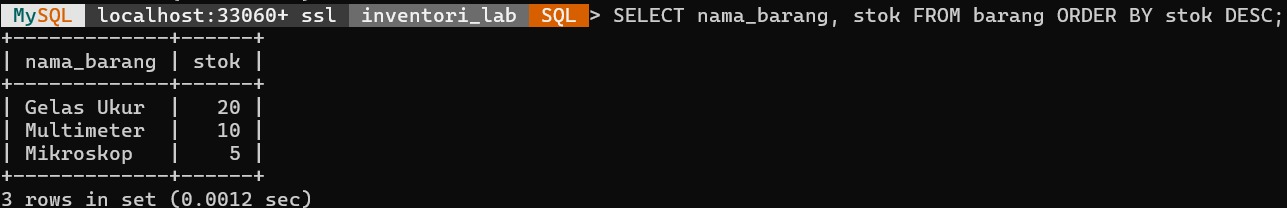 MySQL localhost:33060+ ssl inventori_lab SQL > SELECT nama_barang, stok FROM barang ORDER BY stok DESC;
+-------------+------+
| nama_barang | stok |
+-------------+------+
| Gelas Ukur  |   20 |
| Multimeter  |   10 |
| Mikroskop   |    5 |
+-------------+------+
3 rows in set (0.0012 sec)